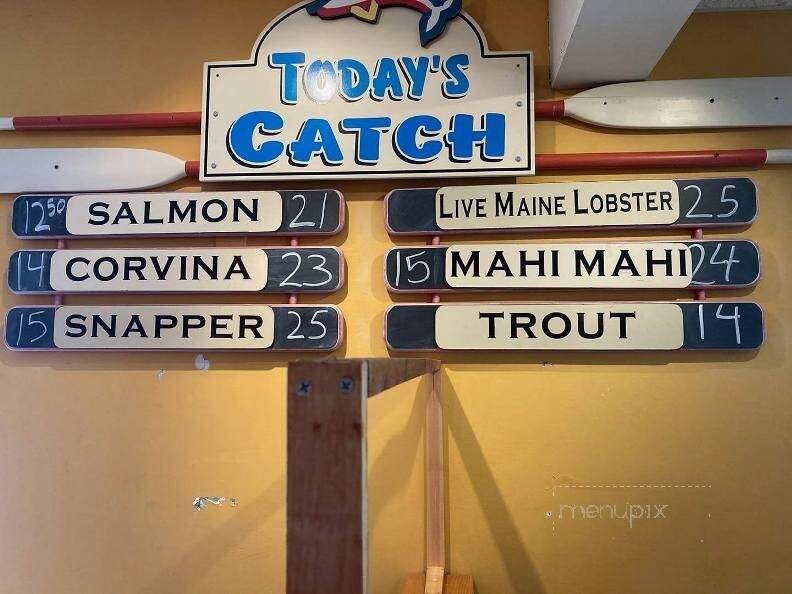 TODAY'S
CATCH
12.50 SALMON 21
14 CORVINA 23
15 SNAPPER 25
LIVE MAINE LOBSTER 25
15 MAHI MAHI 24
TROUT 14
menupix